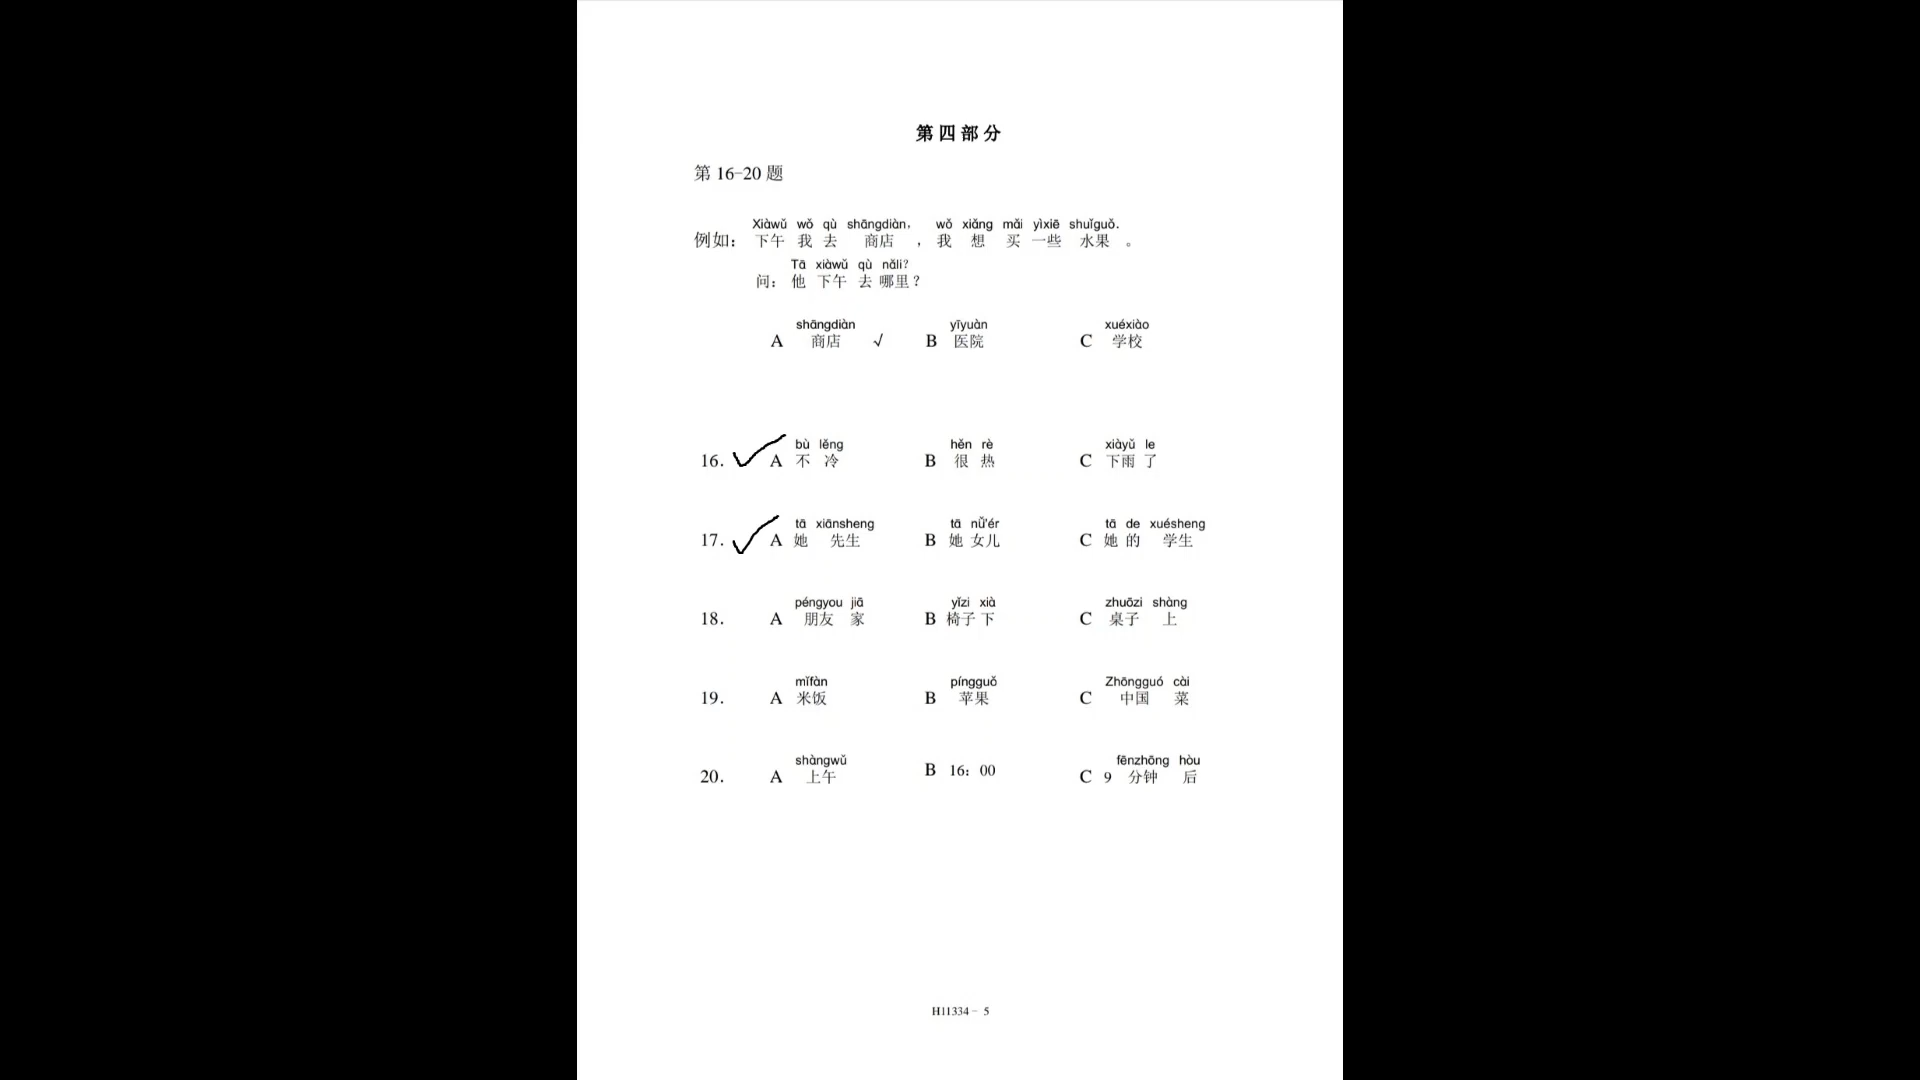 第四部分
第 16-20 题
Xiàwǔ wǒ qù shāngdiàn, wǒ xiǎng mǎi yìxiē shuǐguǒ.
例如： 下午 我 去 商店 ， 我 想 买 一些 水果 。
Tā xiàwǔ qù nǎli?
问： 他 下午 去 哪里？
shāngdiàn yīyuàn xuéxiào
A 商店 √ B 医院 C 学校
bù lěng hěn rè xiàyǔ le
16. A 不 冷 B 很 热 C 下雨 了
tā xiānsheng tā nǚ'ér tā de xuésheng
17. A 她 先生 B 她 女儿 C 她 的 学生
péngyou jiā yǐzi xià zhuōzi shàng
18. A 朋友 家 B 椅子 下 C 桌子 上
mǐfàn píngguǒ Zhōngguó cài
19. A 米饭 B 苹果 C 中国 菜
shàngwǔ fēnzhōng hòu
20. A 上午 B 16：00 C 9 分钟 后
H11334 - 5